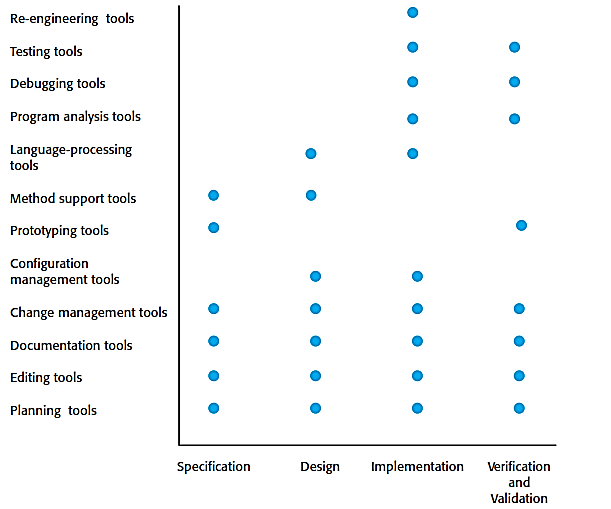 Re-engineering tools
Testing tools
Debugging tools
Program analysis tools
Language-processing
tools
Method support tools
Prototyping tools
Configuration
management tools
Change management tools
Documentation tools
Editing tools
Planning tools
Specification
Design
Implementation
Verification
and
Validation